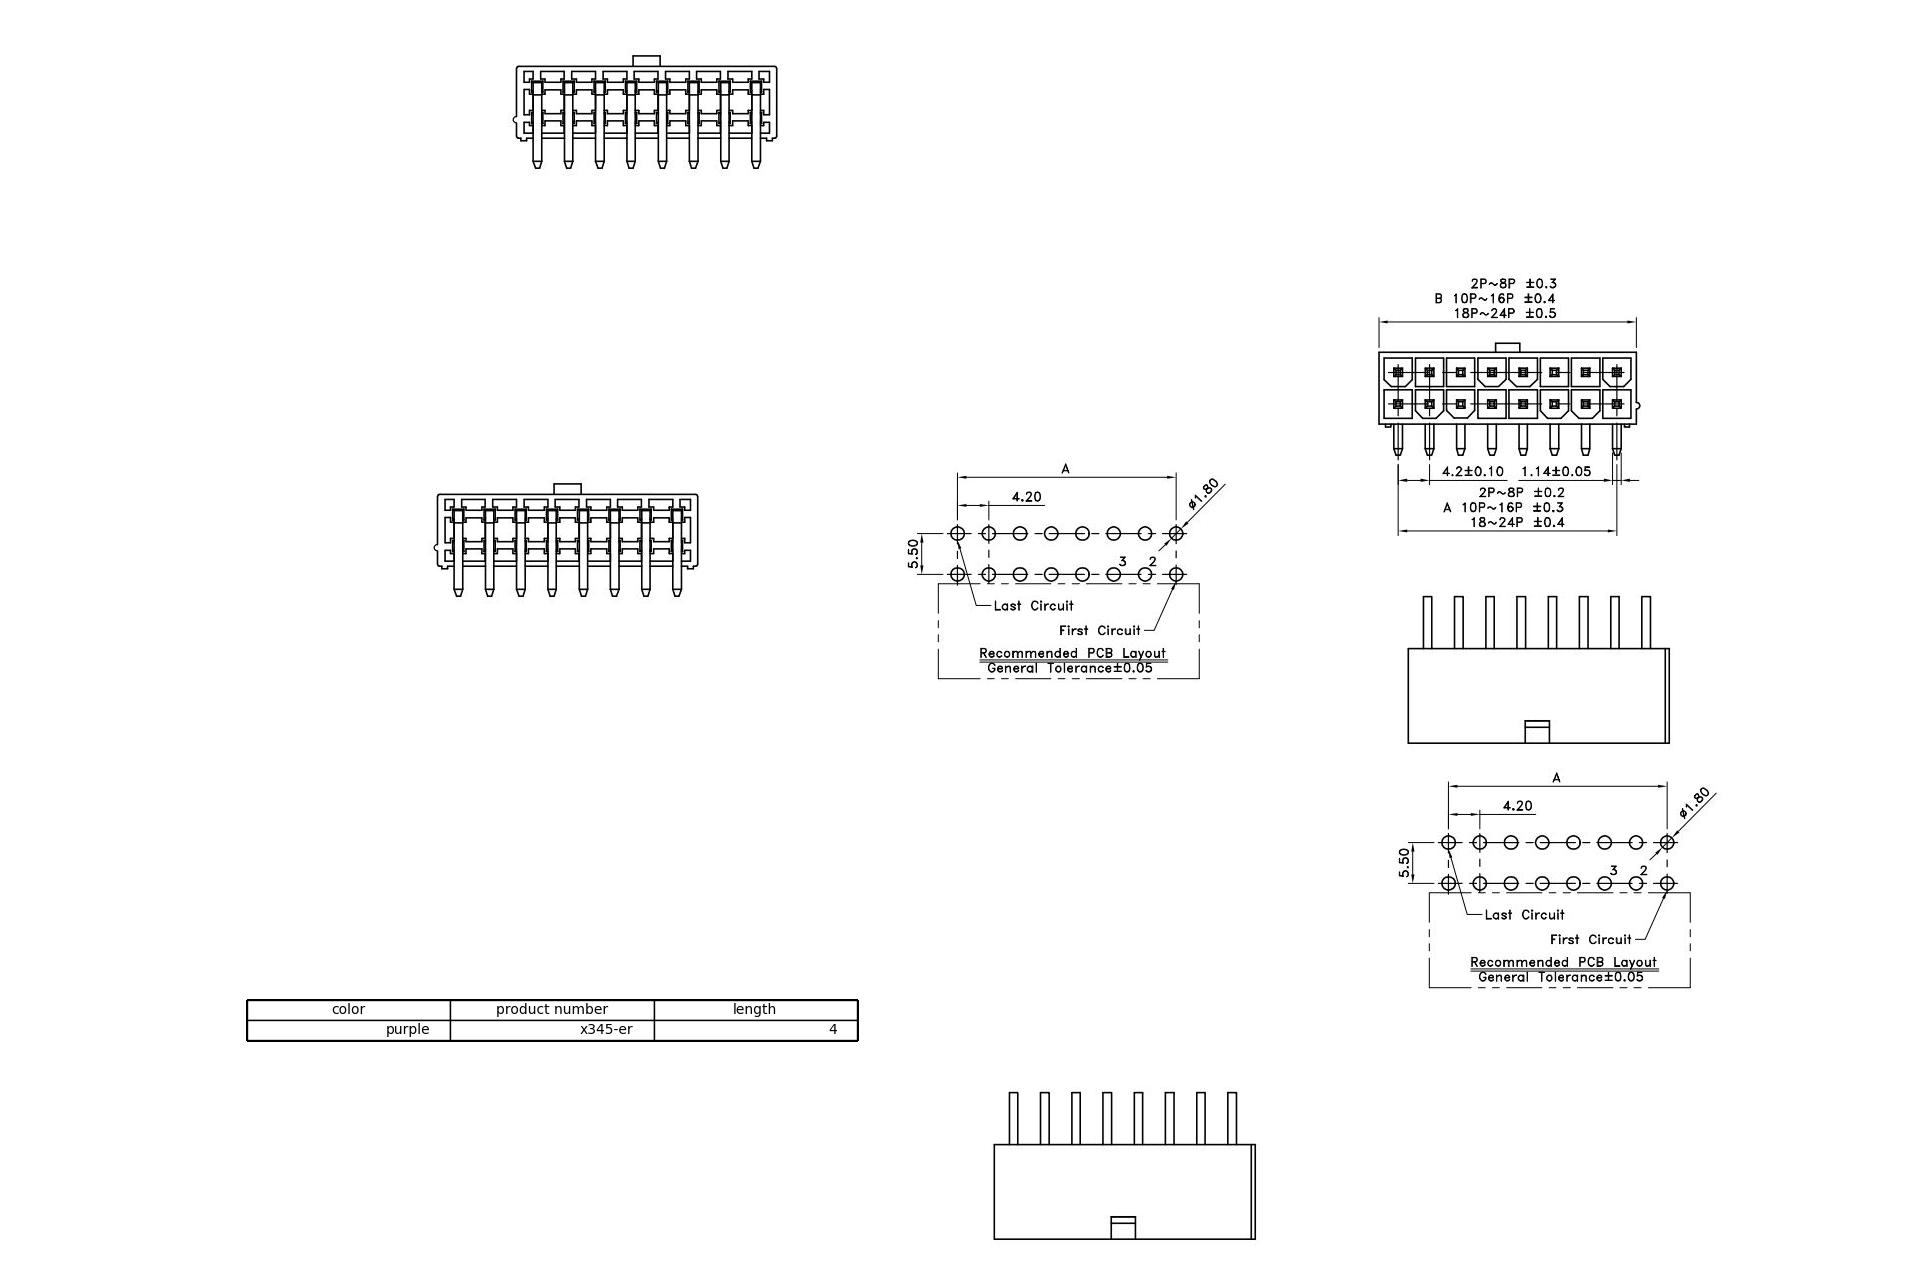 2P~8P ±0.3
B 10P~16P ±0.4
18P~24P ±0.5
4.2±0.10 1.14±0.05
2P~8P ±0.2
A 10P~16P ±0.3
18~24P ±0.4
A
4.20
ø1.80
5.50
3 2
Last Circuit
First Circuit
Recommended PCB Layout
General Tolerance±0.05
A
4.20
ø1.80
5.50
3 2
Last Circuit
First Circuit
Recommended PCB Layout
General Tolerance±0.05
color product number length
purple x345-er 4